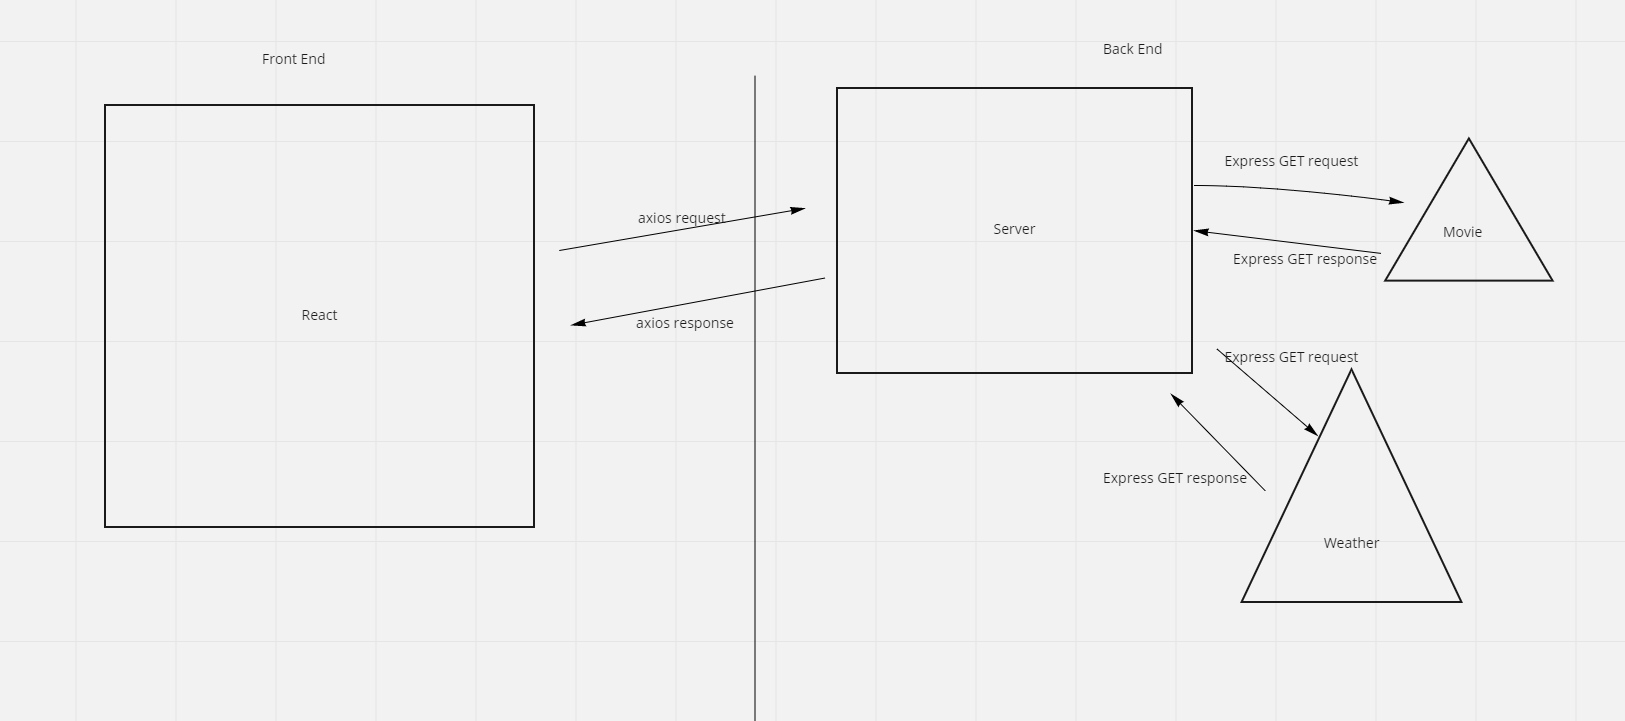 Front End
Back End
React
axios request
axios response
Server
Express GET request
Movie
Express GET response
Express GET request
Express GET response
Weather